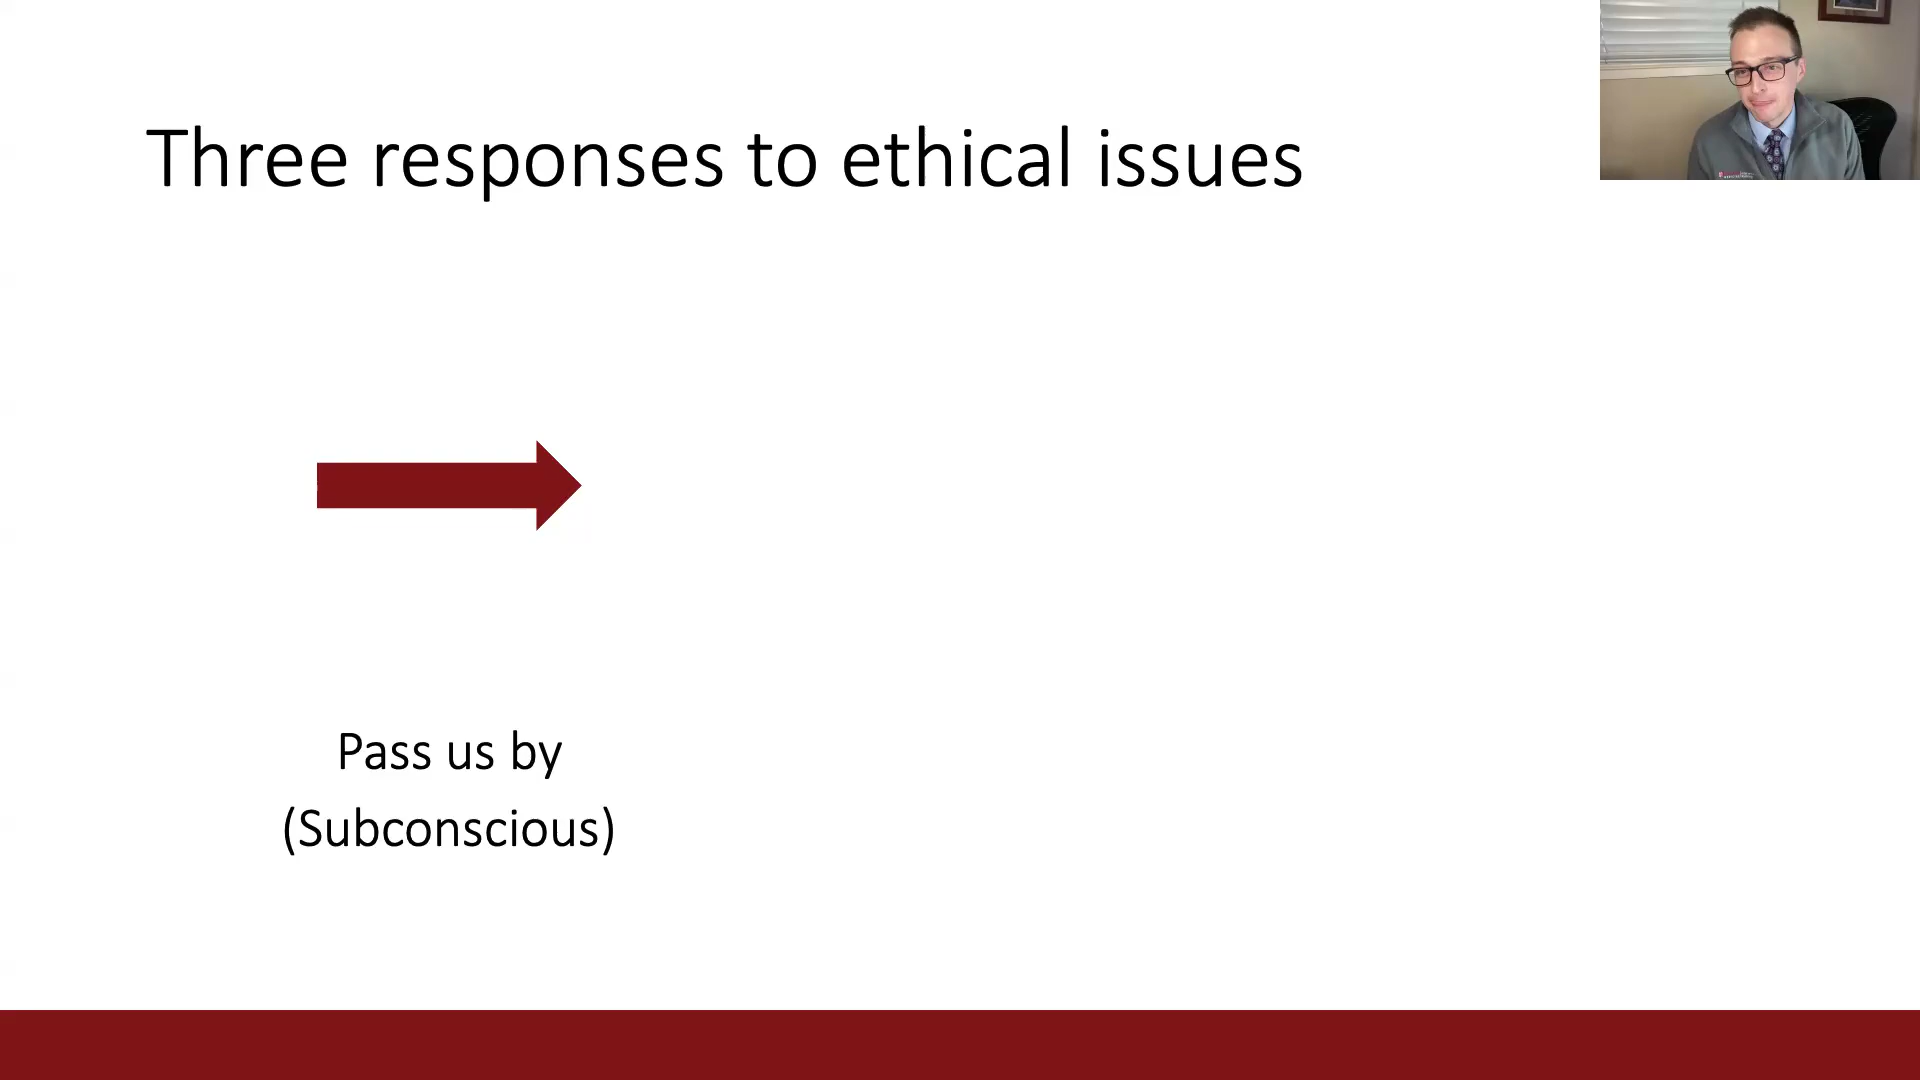 Three responses to ethical issues
Pass us by
(Subconscious)